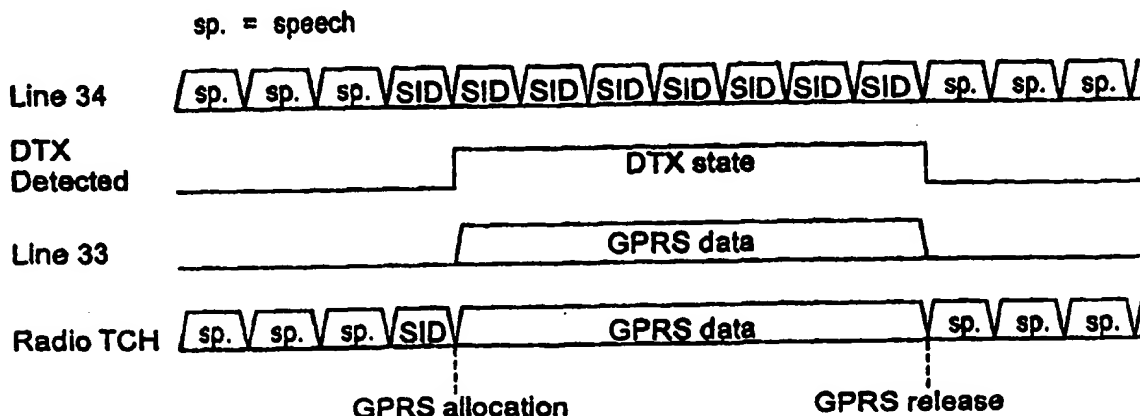 sp. = speech
Line 34 sp. sp. sp. SID SID SID SID SID SID SID SID sp. sp. sp.
DTX
Detected DTX state
Line 33 GPRS data
Radio TCH sp. sp. sp. SID GPRS data sp. sp. sp.
GPRS allocation GPRS release